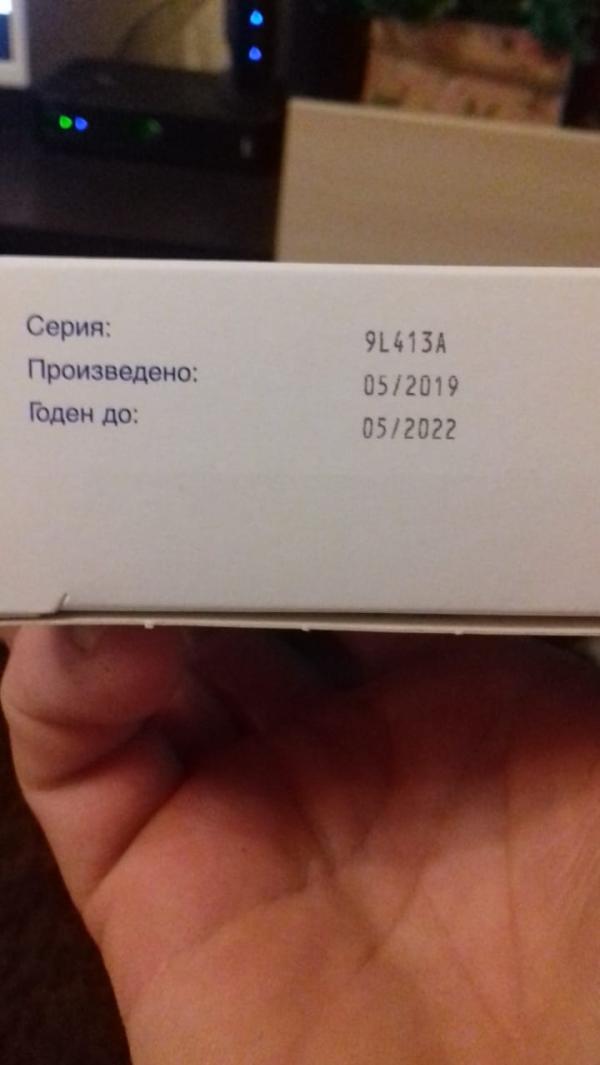 Серия: 9L413A
Произведено: 05/2019
Годен до: 05/2022